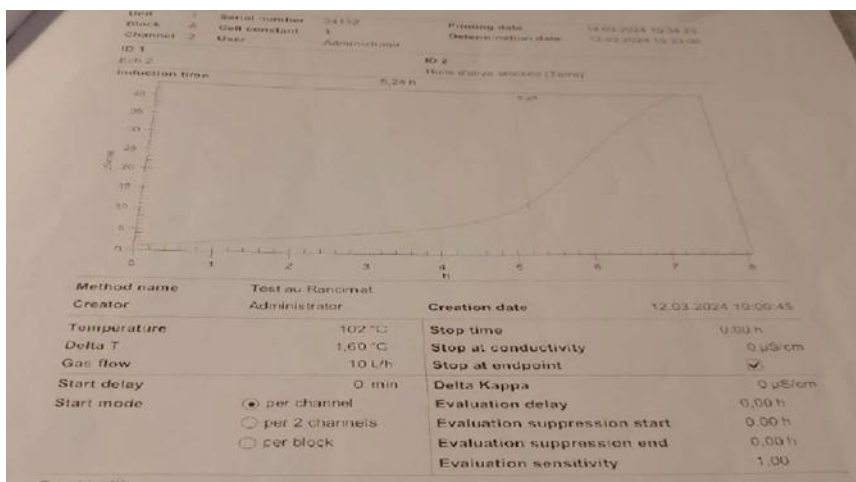 Unit 1 Serial number 34132
Block A Cell constant 1 Printing date
Channel 2 User Administrator Determination date
ID 1 ID 2
Ech 2
Induction time 5,24 h
40
35
30
25
20
15
10
5
0
0 1 2 3 4 5 6 7 8
h
Method name Test au Rancimat
Creator Administrator Creation date 12.03.2024 10:00:45
Temperature 102 °C Stop time 0,00 h
Delta T 1,60 °C Stop at conductivity 0 µS/cm
Gas flow 10 L/h Stop at endpoint
Start delay 0 min Delta Kappa 0 µS/cm
Start mode per channel Evaluation delay 0,00 h
per 2 channels Evaluation suppression start 0,00 h
per block Evaluation suppression end 0,00 h
Evaluation sensitivity 1,00